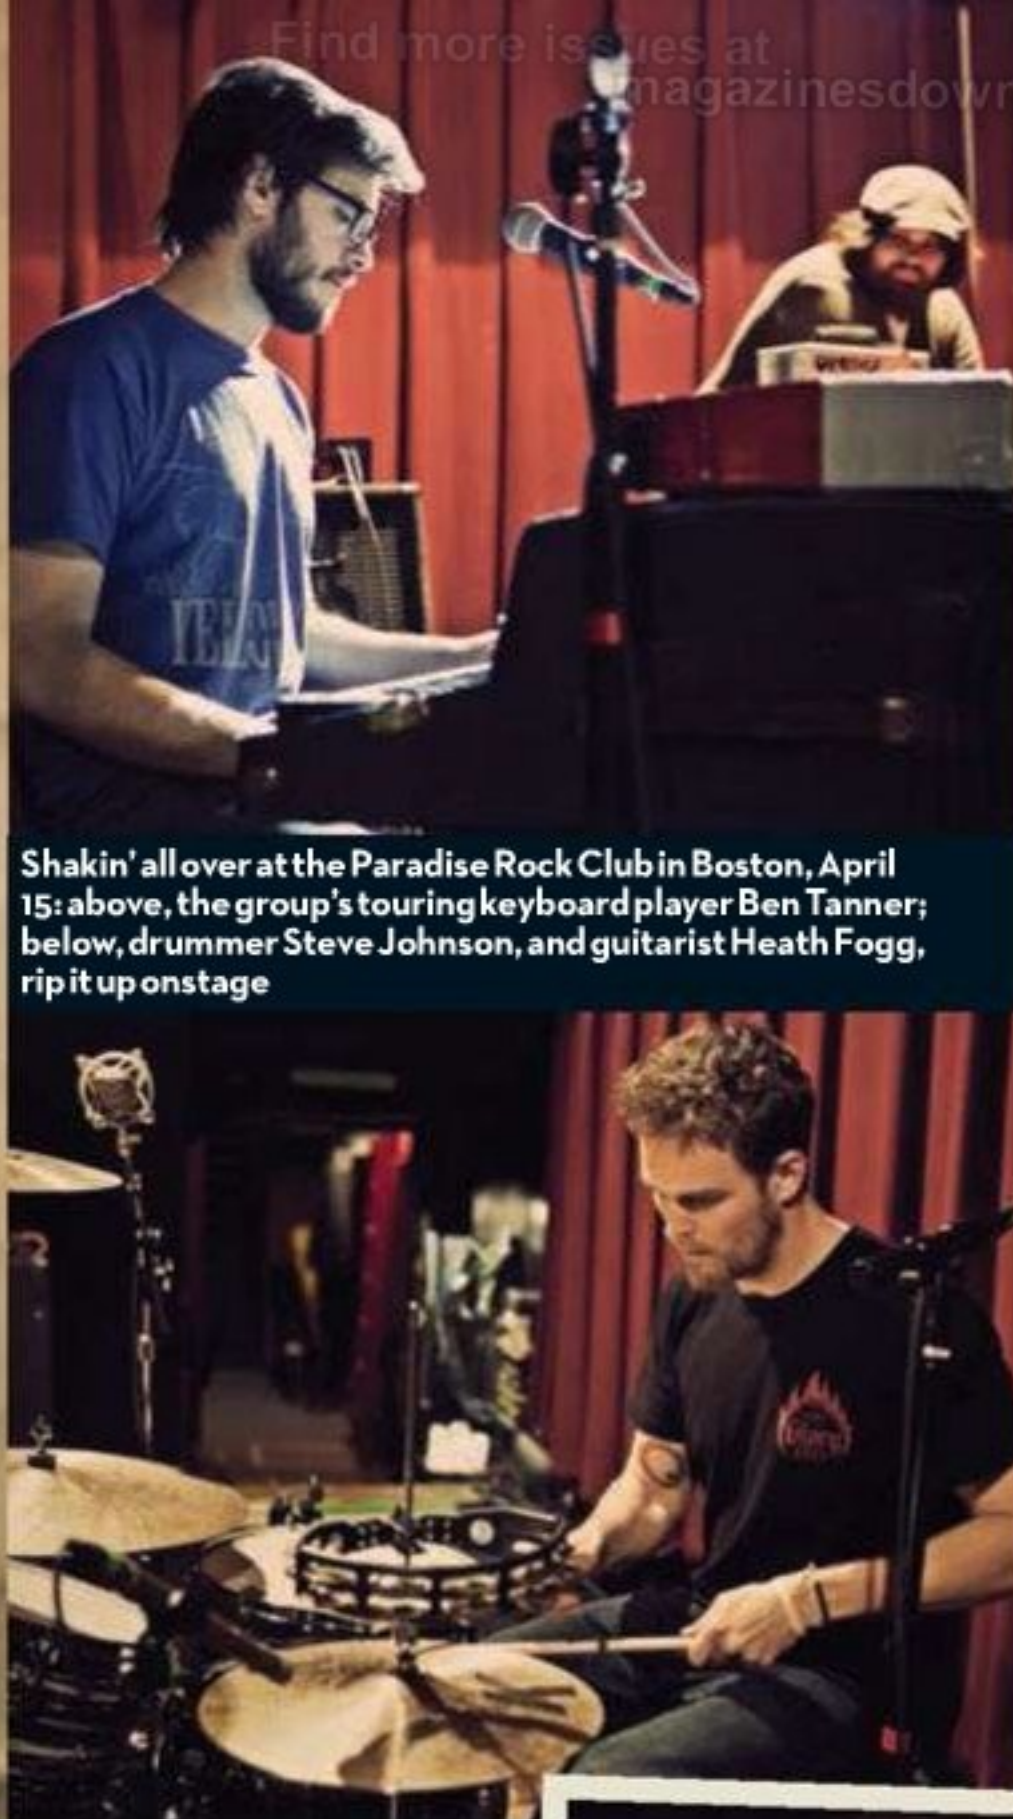 Find more issues at
magazinesdown
Shakin' all over at the Paradise Rock Club in Boston, April
15: above, the group's touring keyboard player Ben Tanner;
below, drummer Steve Johnson, and guitarist Heath Fogg,
rip it up onstage